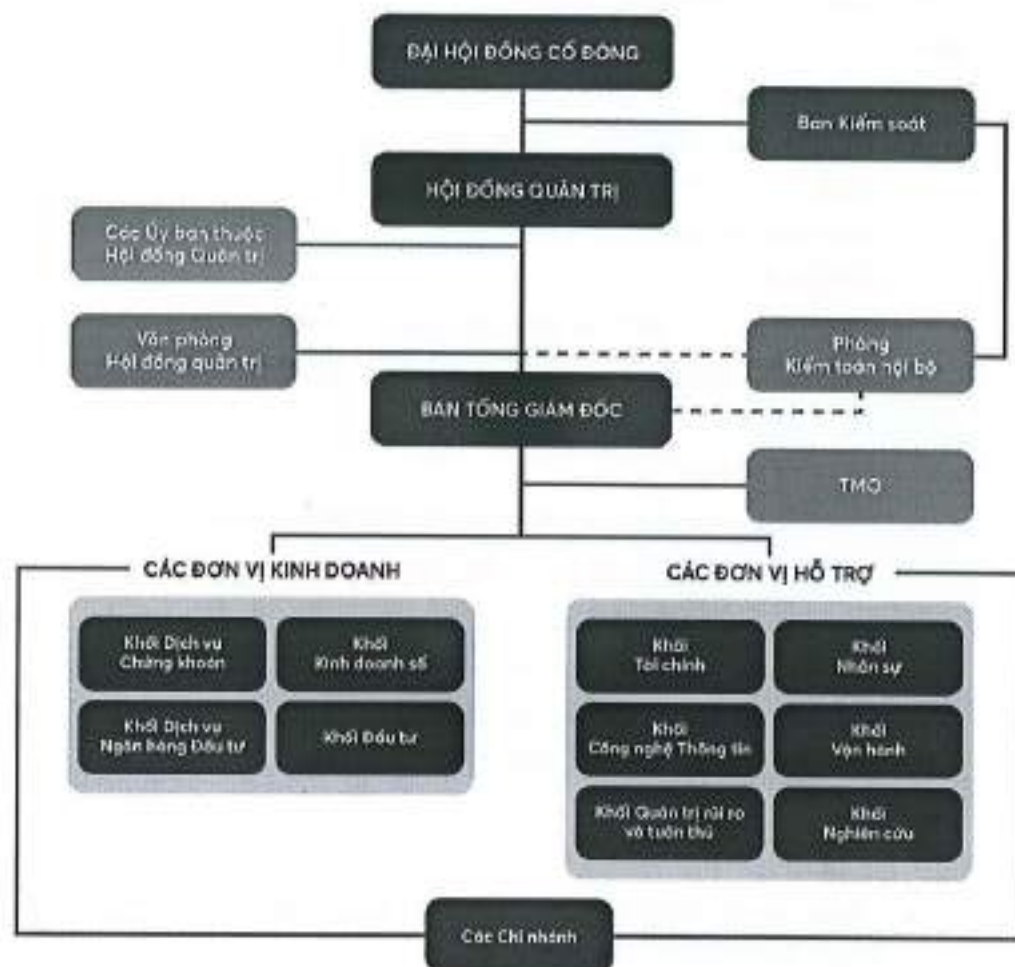 ĐẠI HỘI ĐỒNG CỔ ĐÔNG
Ban Kiểm soát
HỘI ĐỒNG QUẢN TRỊ
Các Ủy ban thuộc
Hội đồng Quản trị
Văn phòng
Hội đồng quản trị
Phòng
Kiểm toán nội bộ
BAN TỔNG GIÁM ĐỐC
TMO
CÁC ĐƠN VỊ KINH DOANH
CÁC ĐƠN VỊ HỖ TRỢ
Khối Dịch vụ
Chứng khoán
Khối
Kinh doanh số
Khối Dịch vụ
Ngân hàng Đầu tư
Khối Đầu tư
Khối
Tài chính
Khối
Nhân sự
Khối
Công nghệ Thông tin
Khối
Vận hành
Khối Quản trị rủi ro
và tuân thủ
Khối
Nghiên cứu
Các Chi nhánh